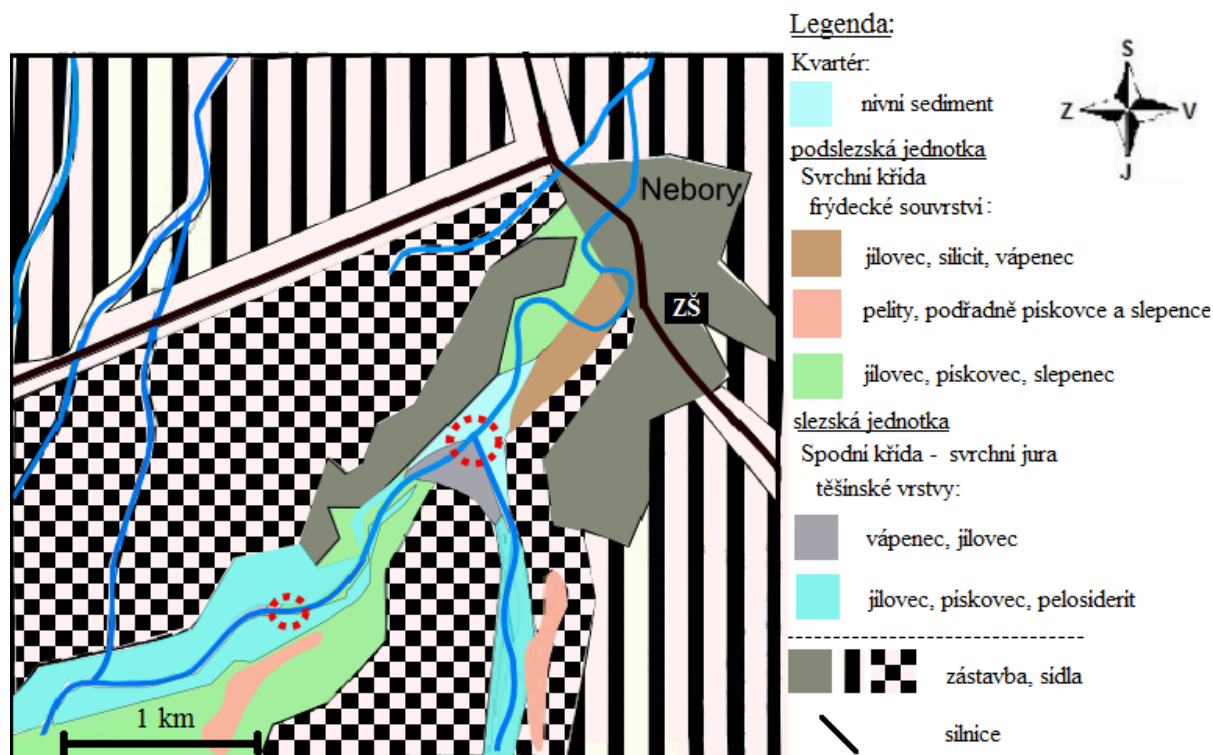 Legenda:
Kvartér:
nivní sediment
podslezská jednotka
Svrchní křída
frýdecké souvrství:
jílovec, silicit, vápenec
pelity, podřadně pískovce a slepence
jílovec, pískovec, slepenec
slezská jednotka
Spodní křída - svrchní jura
těšínské vrstvy:
vápenec, jílovec
jílovec, pískovec, pelosiderit
zástavba, sídla
silnice
S
Z V
J
Nebory
ZŠ
1 km